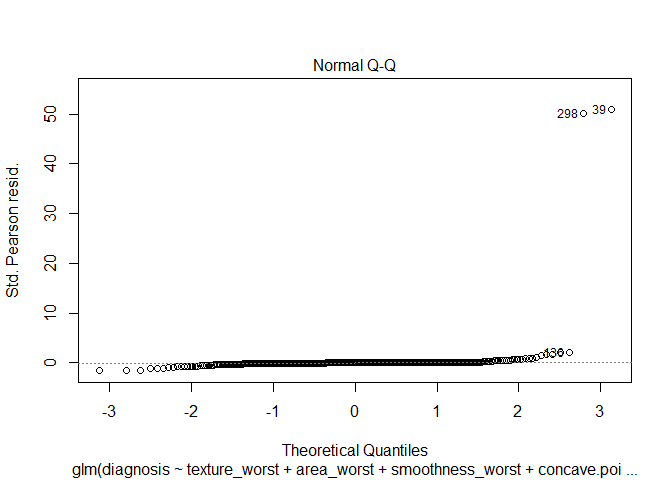 Normal Q-Q
Std. Pearson resid.
50
40
30
20
10
0
298
39
-3 -2 -1 0 1 2 3
Theoretical Quantiles
glm(diagnosis ~ texture_worst + area_worst + smoothness_worst + concave.poi ...